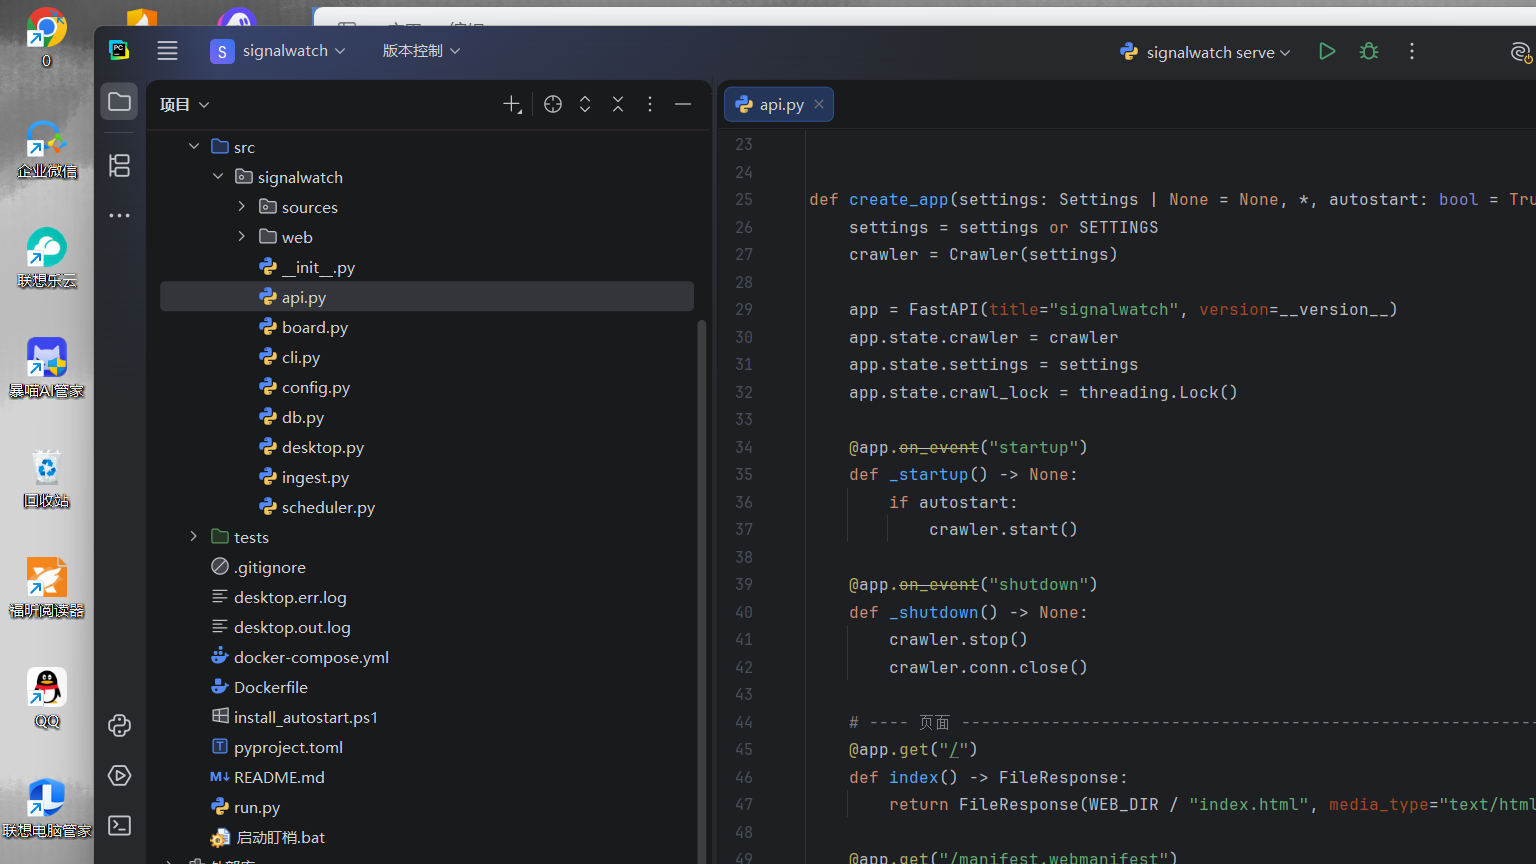 0
企业微信
联想乐云
暴喵AI管家
回收站
福昕阅读器
QQ
联想电脑管家
PC
S signalwatch
版本控制
signalwatch serve
项目
src
signalwatch
sources
web
__init__.py
api.py
board.py
cli.py
config.py
db.py
desktop.py
ingest.py
scheduler.py
tests
.gitignore
desktop.err.log
desktop.out.log
docker-compose.yml
Dockerfile
install_autostart.ps1
pyproject.toml
README.md
run.py
启动盯梢.bat
api.py
23
24
25 def create_app(settings: Settings | None = None, *, autostart: bool = Tru
26 settings = settings or SETTINGS
27 crawler = Crawler(settings)
28
29 app = FastAPI(title="signalwatch", version=__version__)
30 app.state.crawler = crawler
31 app.state.settings = settings
32 app.state.crawl_lock = threading.Lock()
33
34 @app.on_event("startup")
35 def _startup() -> None:
36 if autostart:
37 crawler.start()
38
39 @app.on_event("shutdown")
40 def _shutdown() -> None:
41 crawler.stop()
42 crawler.conn.close()
43
44 # ---- 页面 ----------------------------------------------------------
45 @app.get("/")
46 def index() -> FileResponse:
47 return FileResponse(WEB_DIR / "index.html", media_type="text/html
48
49 @app.get("/manifest.webmanifest")